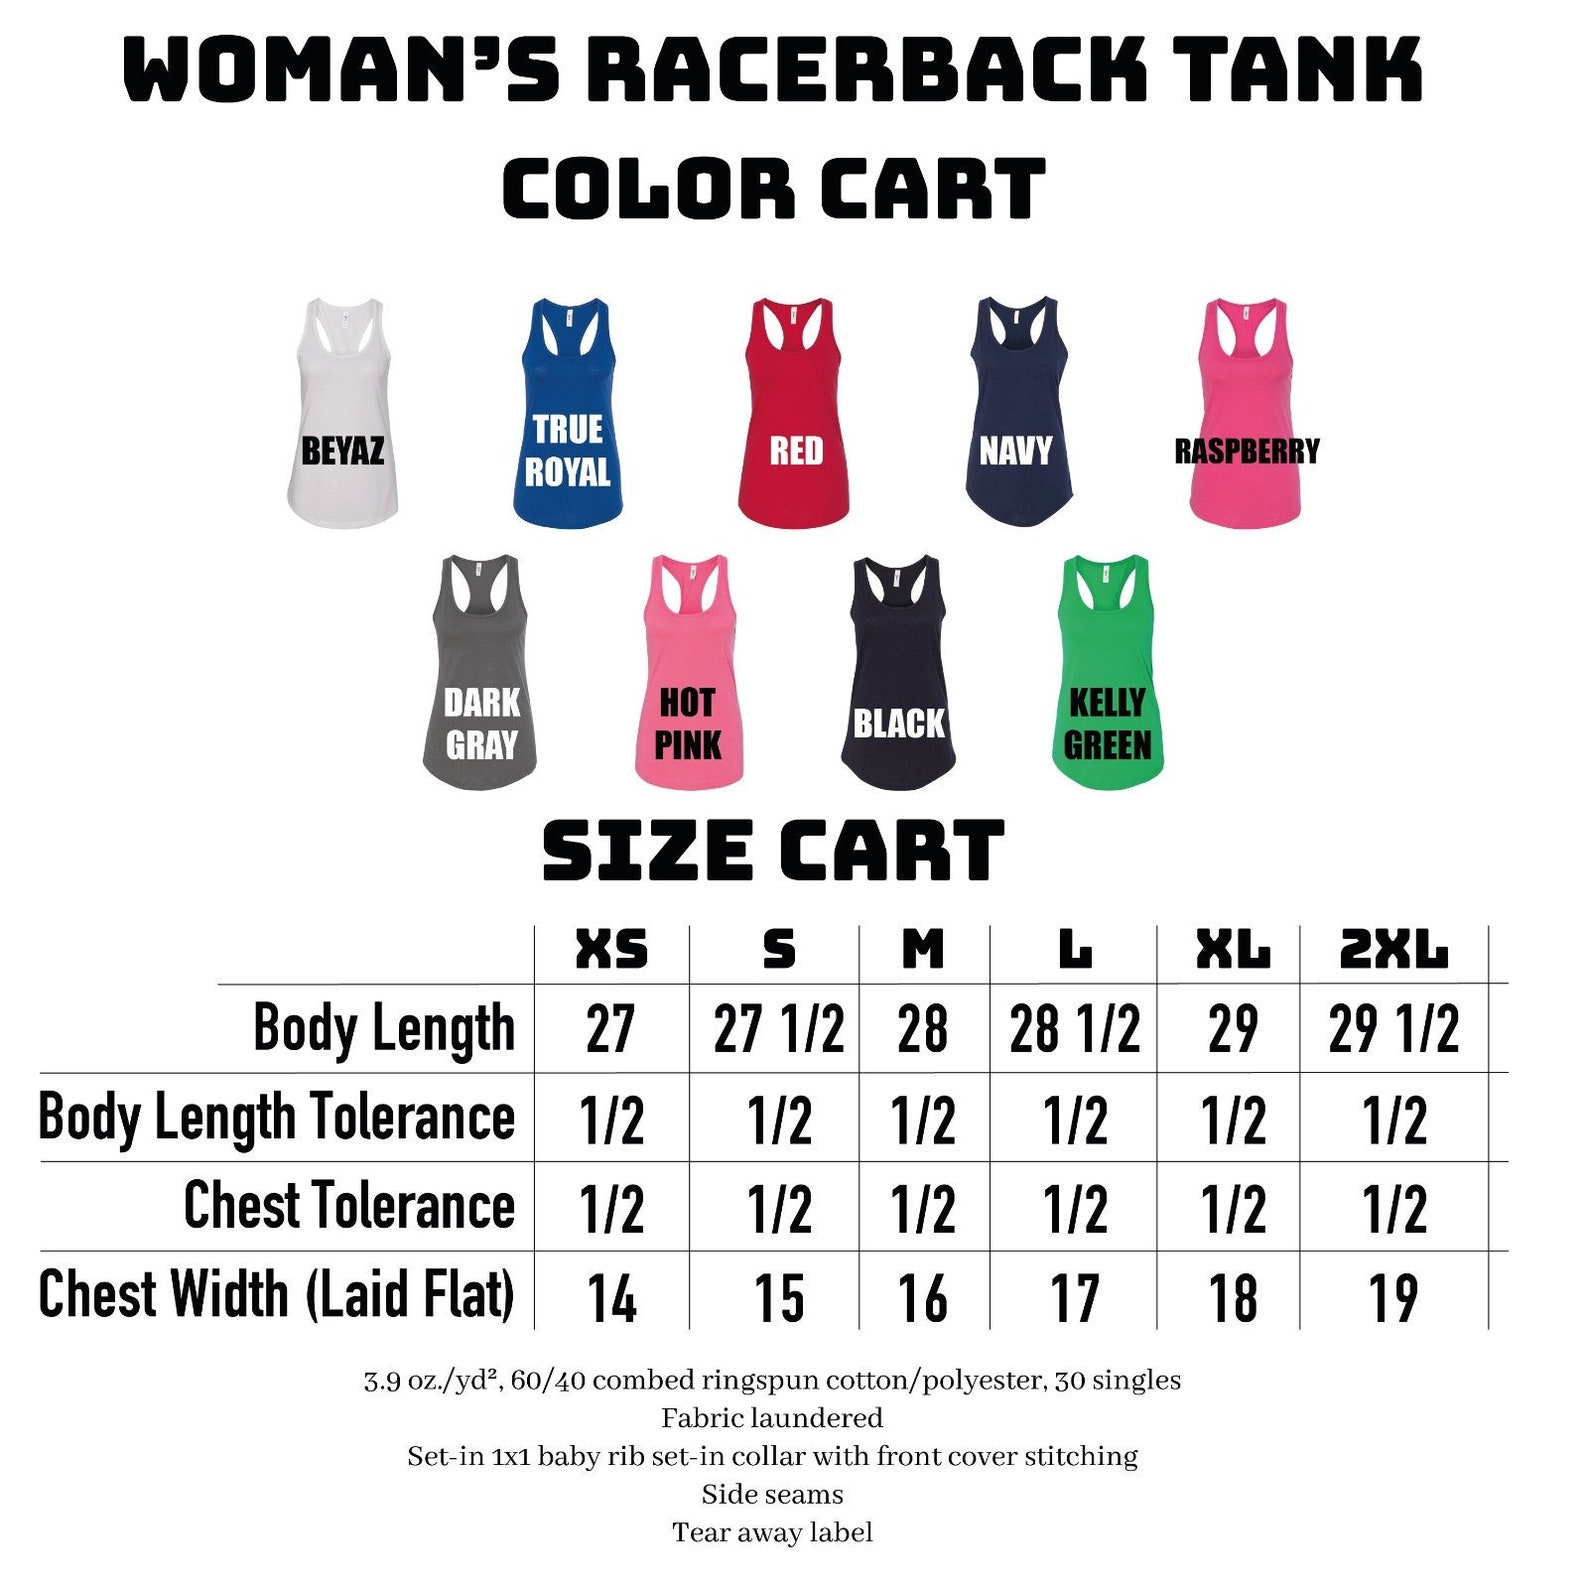 WOMAN'S RACERBACK TANK
COLOR CART
BEYAZ
TRUE
ROYAL
RED
NAVY
RASPBERRY
DARK
GRAY
HOT
PINK
BLACK
KELLY
GREEN
SIZE CART
XS S M L XL 2XL
Body Length 27 27 1/2 28 28 1/2 29 29 1/2
Body Length Tolerance 1/2 1/2 1/2 1/2 1/2 1/2
Chest Tolerance 1/2 1/2 1/2 1/2 1/2 1/2
Chest Width (Laid Flat) 14 15 16 17 18 19
3.9 oz./yd², 60/40 combed ringspun cotton/polyester, 30 singles
Fabric laundered
Set-in 1x1 baby rib set-in collar with front cover stitching
Side seams
Tear away label